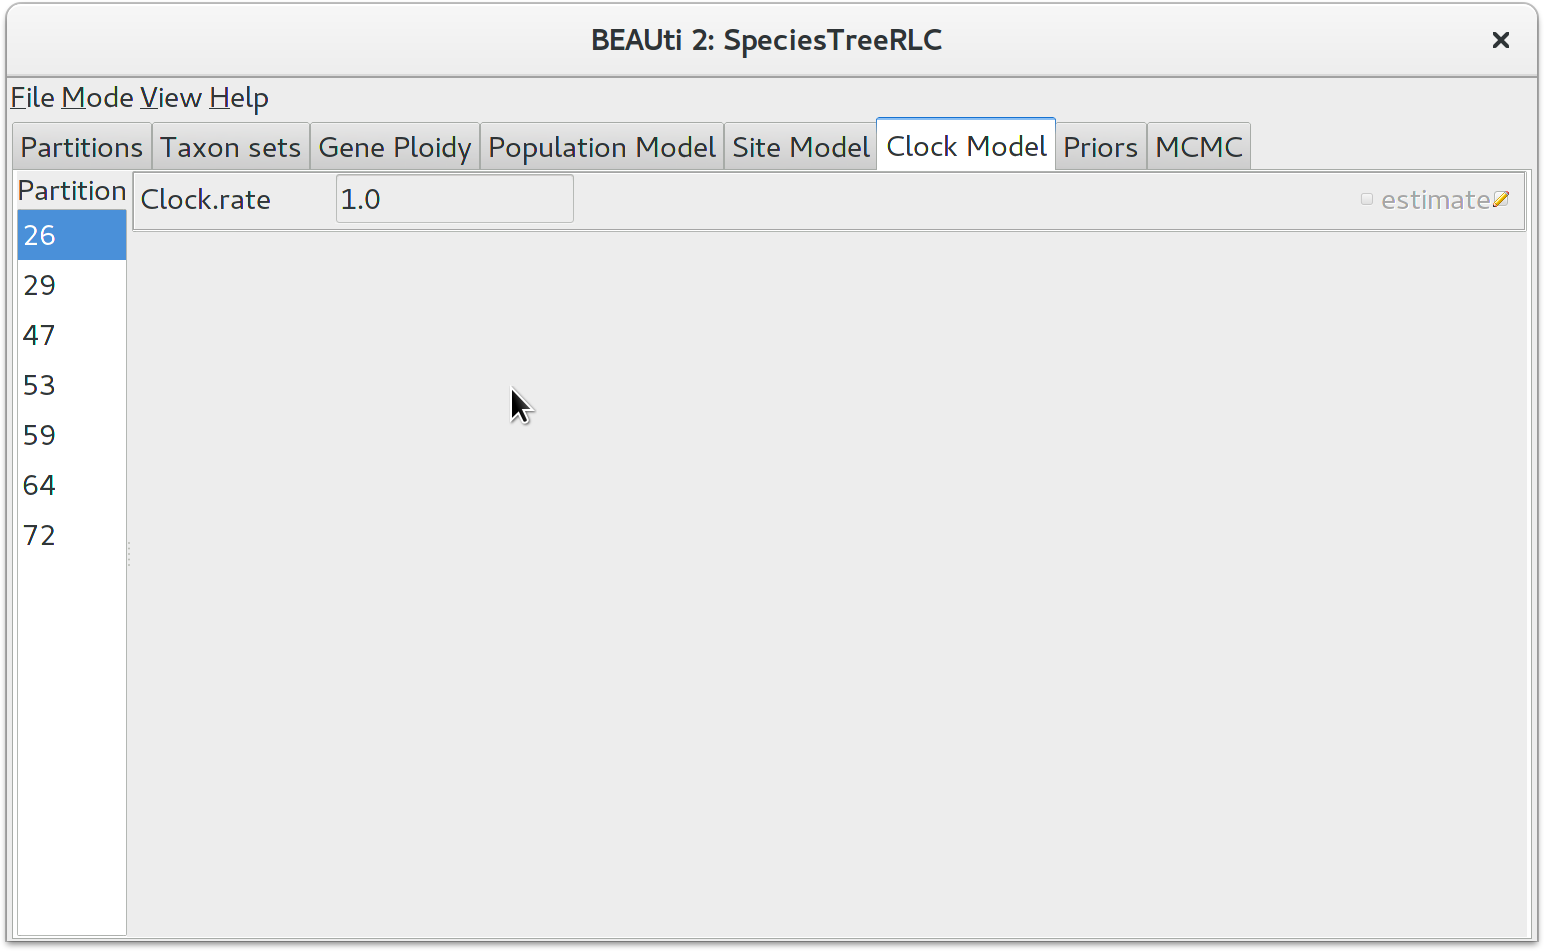 BEAUti 2: SpeciesTreeRLC
File Mode View Help
Partitions Taxon sets Gene Ploidy Population Model Site Model Clock Model Priors MCMC
Partition
Clock.rate 1.0 estimate
26
29
47
53
59
64
72